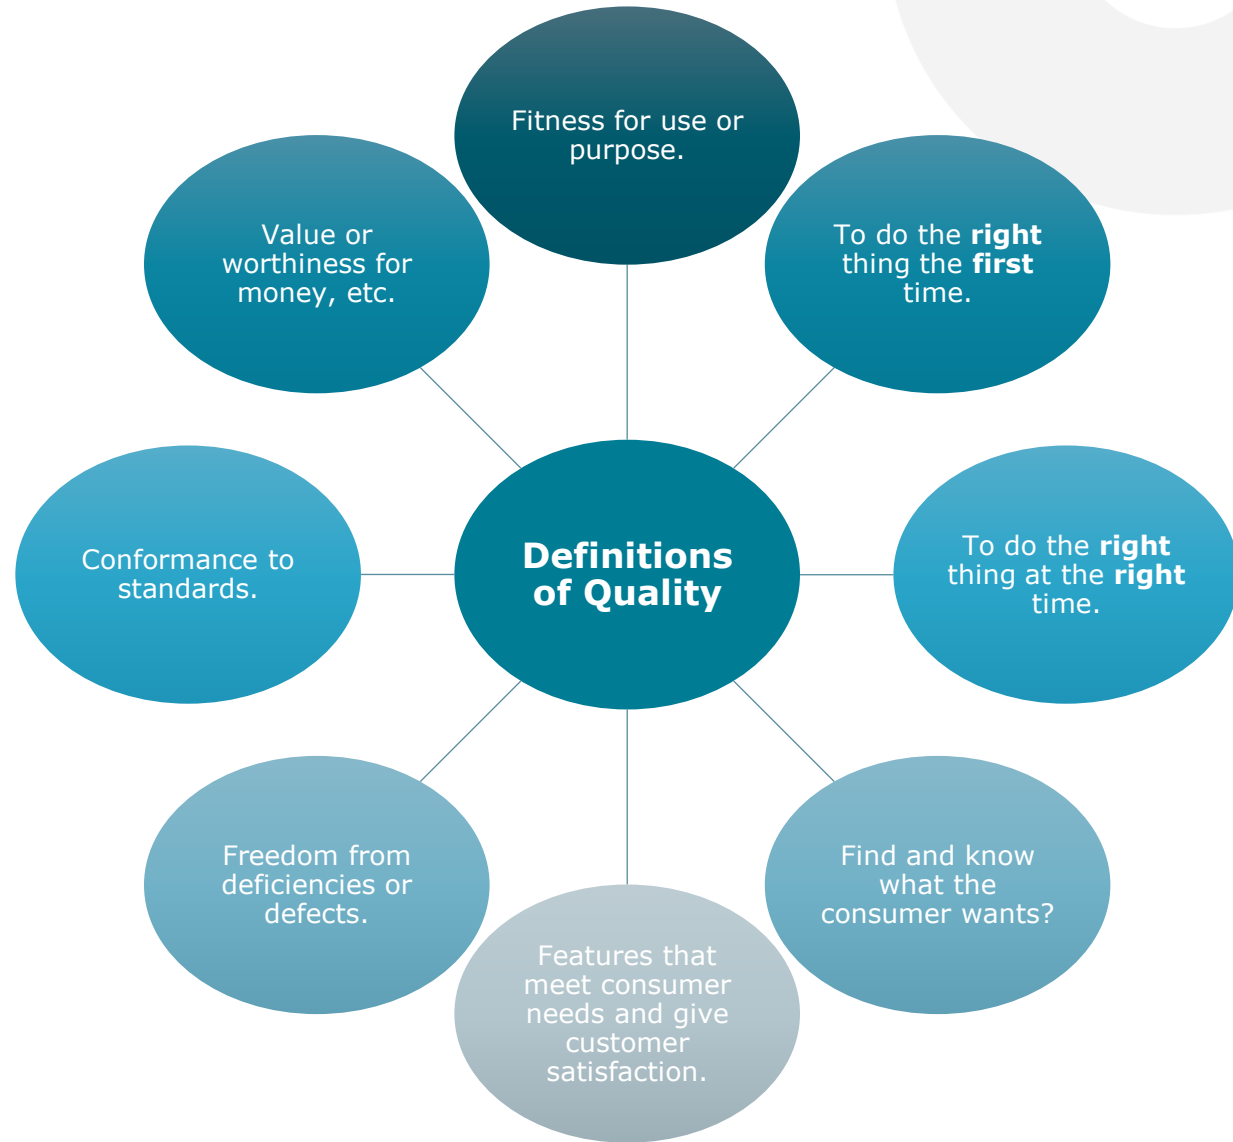 Fitness for use or
purpose.
To do the right
thing the first
time.
To do the right
thing at the right
time.
Find and know
what the
consumer wants?
Features that
meet consumer
needs and give
customer
satisfaction.
Freedom from
deficiencies or
defects.
Conformance to
standards.
Value or
worthiness for
money, etc.
Definitions
of Quality